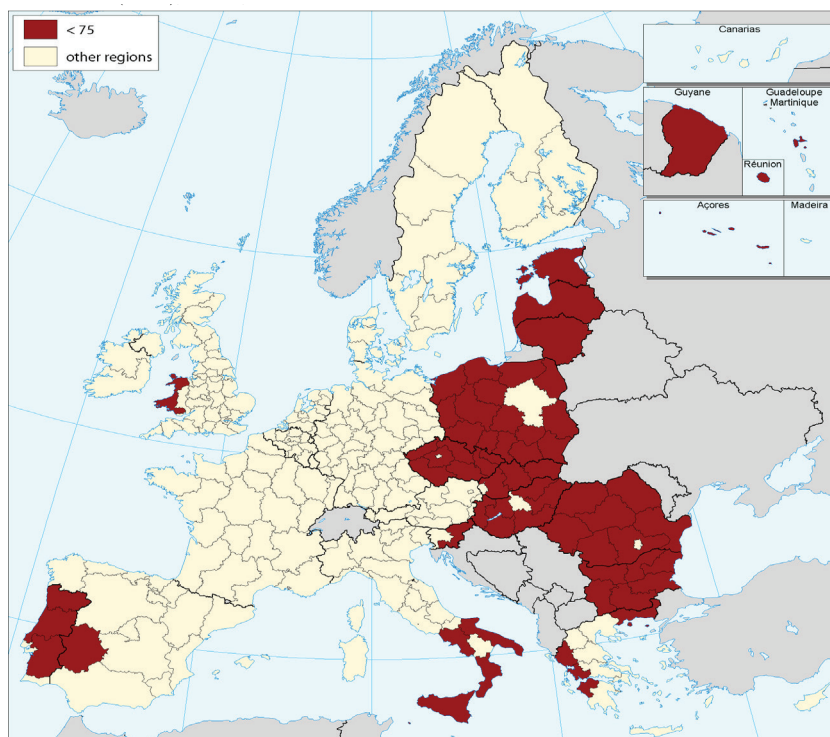 < 75
other regions
Canarias
Guyane
Guadeloupe
Martinique
Réunion
Açores
Madeira